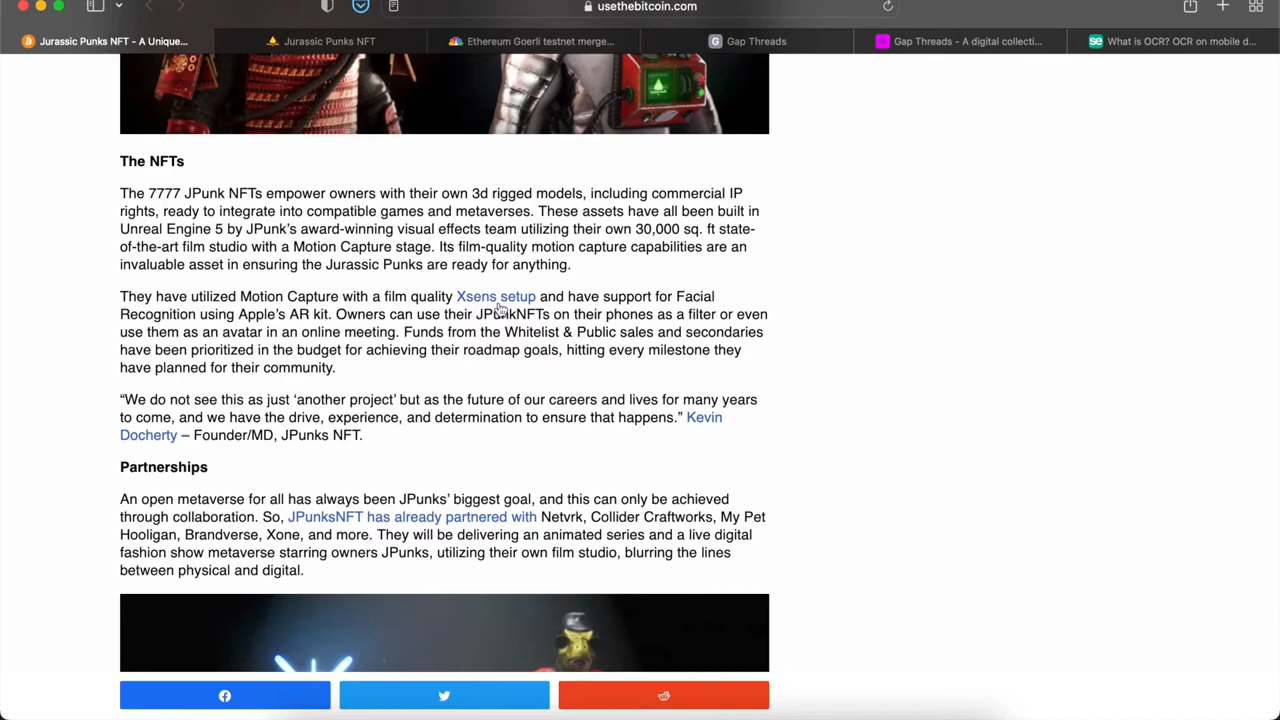 usethebitcoin.com
Jurassic Punks NFT - A Unique...
Jurassic Punks NFT
Ethereum Goerli testnet merge...
Gap Threads
Gap Threads - A digital collecti...
What is OCR? OCR on mobile d...
The NFTs
The 7777 JPunk NFTs empower owners with their own 3d rigged models, including commercial IP
rights, ready to integrate into compatible games and metaverses. These assets have all been built in
Unreal Engine 5 by JPunk’s award-winning visual effects team utilizing their own 30,000 sq. ft state-
of-the-art film studio with a Motion Capture stage. Its film-quality motion capture capabilities are an
invaluable asset in ensuring the Jurassic Punks are ready for anything.
They have utilized Motion Capture with a film quality Xsens setup and have support for Facial
Recognition using Apple’s AR kit. Owners can use their JPunkNFTs on their phones as a filter or even
use them as an avatar in an online meeting. Funds from the Whitelist & Public sales and secondaries
have been prioritized in the budget for achieving their roadmap goals, hitting every milestone they
have planned for their community.
“We do not see this as just ‘another project’ but as the future of our careers and lives for many years
to come, and we have the drive, experience, and determination to ensure that happens.” Kevin
Docherty – Founder/MD, JPunks NFT.
Partnerships
An open metaverse for all has always been JPunks’ biggest goal, and this can only be achieved
through collaboration. So, JPunksNFT has already partnered with Netvrk, Collider Craftworks, My Pet
Hooligan, Brandverse, Xone, and more. They will be delivering an animated series and a live digital
fashion show metaverse starring owners JPunks, utilizing their own film studio, blurring the lines
between physical and digital.